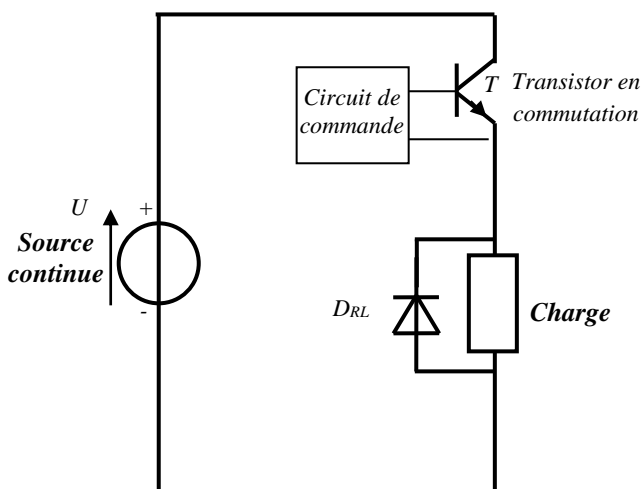 Circuit de
commande
T
Transistor en
commutation
U
+
Source
continue
-
DRL
Charge